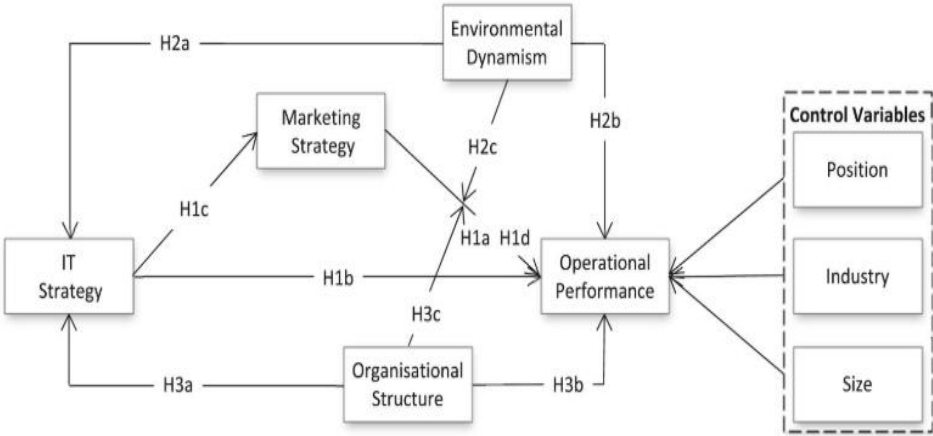 Environmental
Dynamism
H2a
Marketing
Strategy
H2b
H2c
Control Variables
Position
H1c
H1a H1d
IT
Strategy
H1b
Operational
Performance
Industry
H3c
Organisational
Structure
H3a
H3b
Size